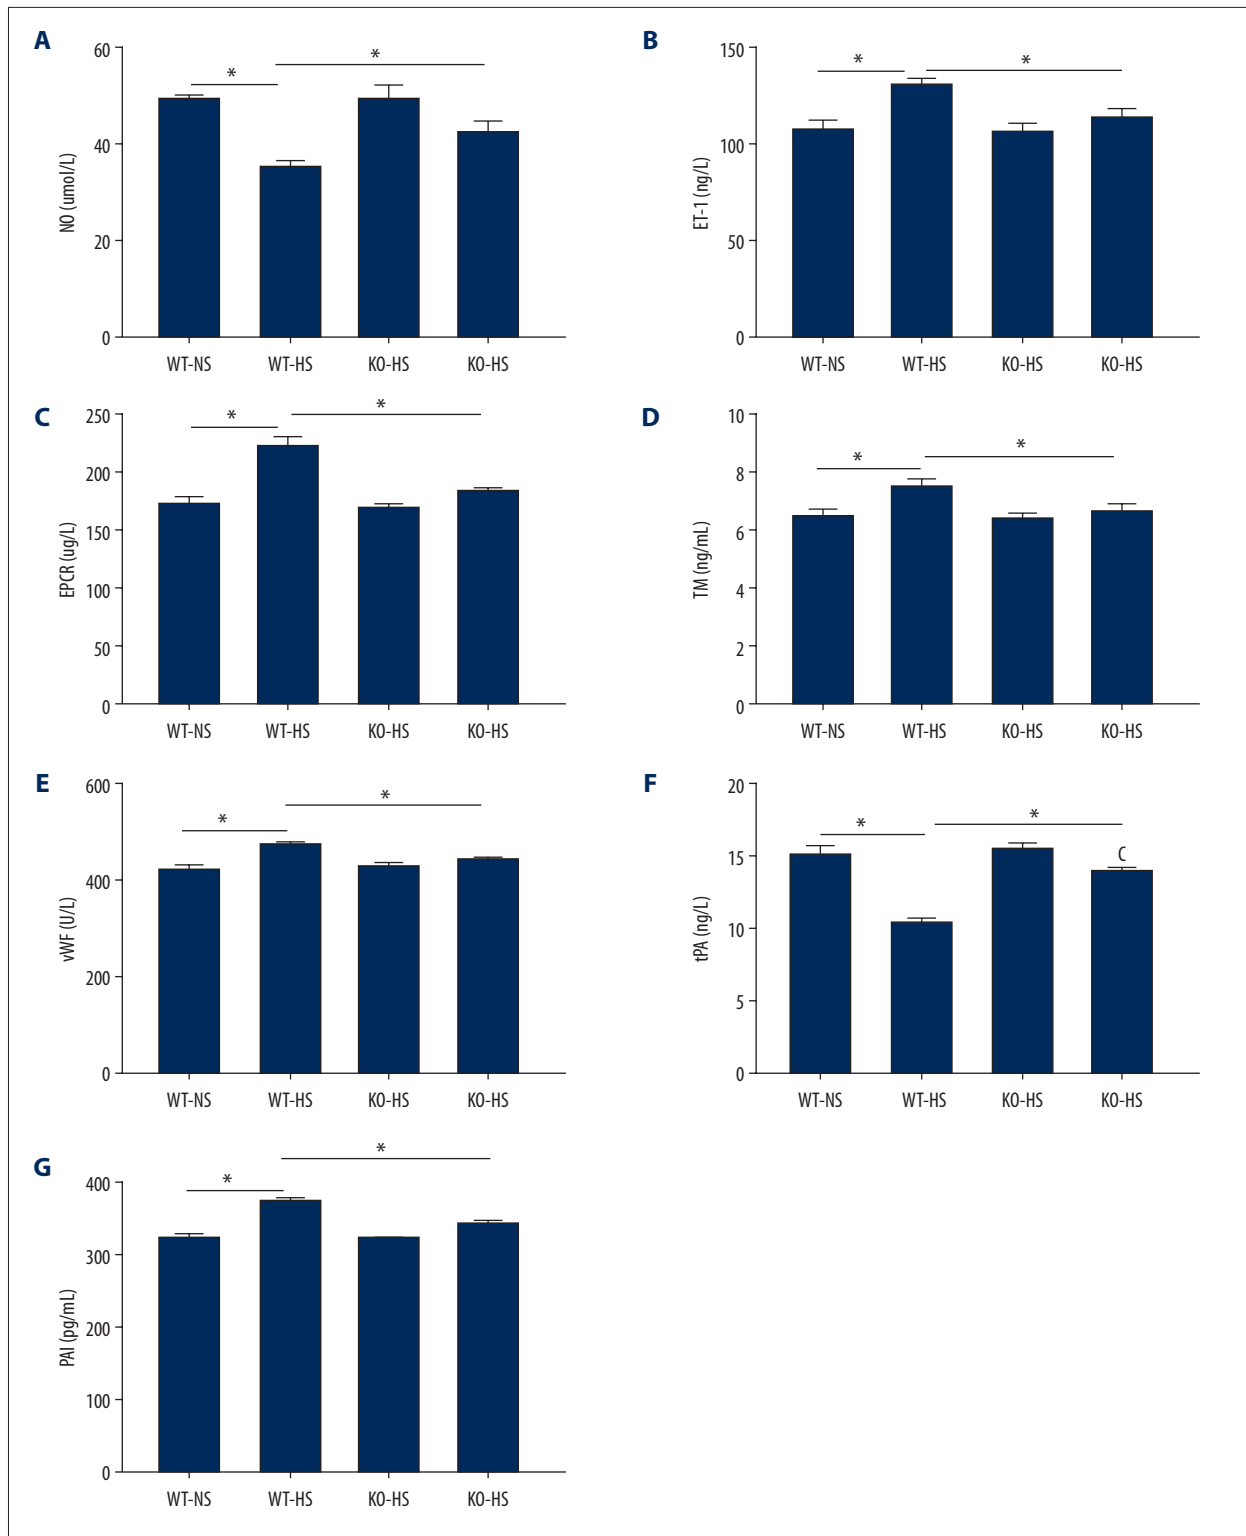 A
60
40
20
0
NO (umol/L)
*
*
WT-NS WT-HS KO-HS KO-HS
B
150
100
50
0
ET-1 (ng/L)
*
*
WT-NS WT-HS KO-HS KO-HS
C
250
200
150
100
50
0
EPCR (ug/L)
*
*
WT-NS WT-HS KO-HS KO-HS
D
10
8
6
4
2
0
TM (ng/mL)
*
*
WT-NS WT-HS KO-HS KO-HS
E
600
400
200
0
vWF (U/L)
*
*
WT-NS WT-HS KO-HS KO-HS
F
20
15
10
5
0
tPA (ng/L)
*
*
C
WT-NS WT-HS KO-HS KO-HS
G
400
300
200
100
0
PAI (pg/mL)
*
*
WT-NS WT-HS KO-HS KO-HS